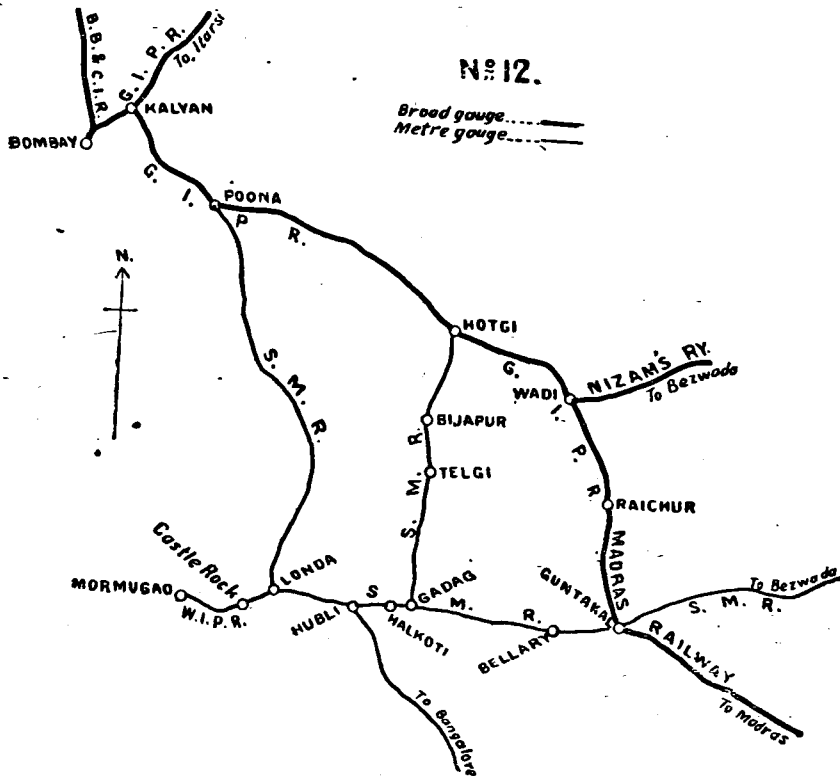 B.B.&C.I.R.
G.I.P.R.
To Itarsi
Nº 12.
Broad gauge
Metre gauge
KALYAN
BOMBAY
G. I. P. R.
POONA
N.
HOTGI
S. M. R.
G. I. P. R.
WADI
NIZAM'S RY.
To Bezwada
BIJAPUR
TELGI
S. M. R.
RAICHUR
MADRAS RAILWAY
Castle Rock
MORMUGAO
W.I.P.R.
LONDA
HUBLI
HALKOTI
GADAG
S. M. R.
BELLARY
GUNTAKAL
To Bezwada
S. M. R.
To Madras
To Bangalore